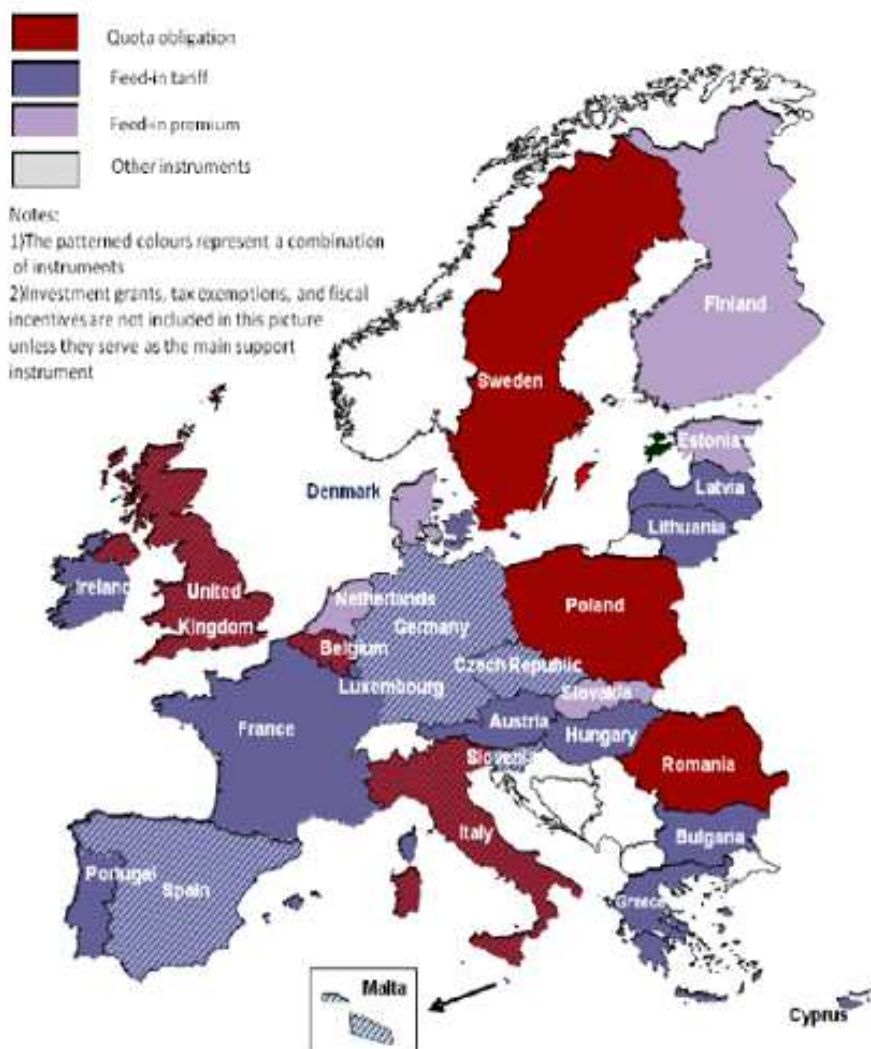 Quota obligation
Feed-in tariff
Feed-in premium
Other instruments
Notes:
1)The patterned colours represent a combination
of instruments
2)Investment grants, tax exemptions, and fiscal
incentives are not included in this picture
unless they serve as the main support
instrument
Finland
Sweden
Estonia
Latvia
Denmark
Lithuania
Ireland
United
Kingdom
Netherlands
Poland
Germany
Belgium
Czech Republic
Luxembourg
Slovakia
France
Austria
Hungary
Slovenia
Romania
Italy
Bulgaria
Portugal
Spain
Greece
Malta
Cyprus